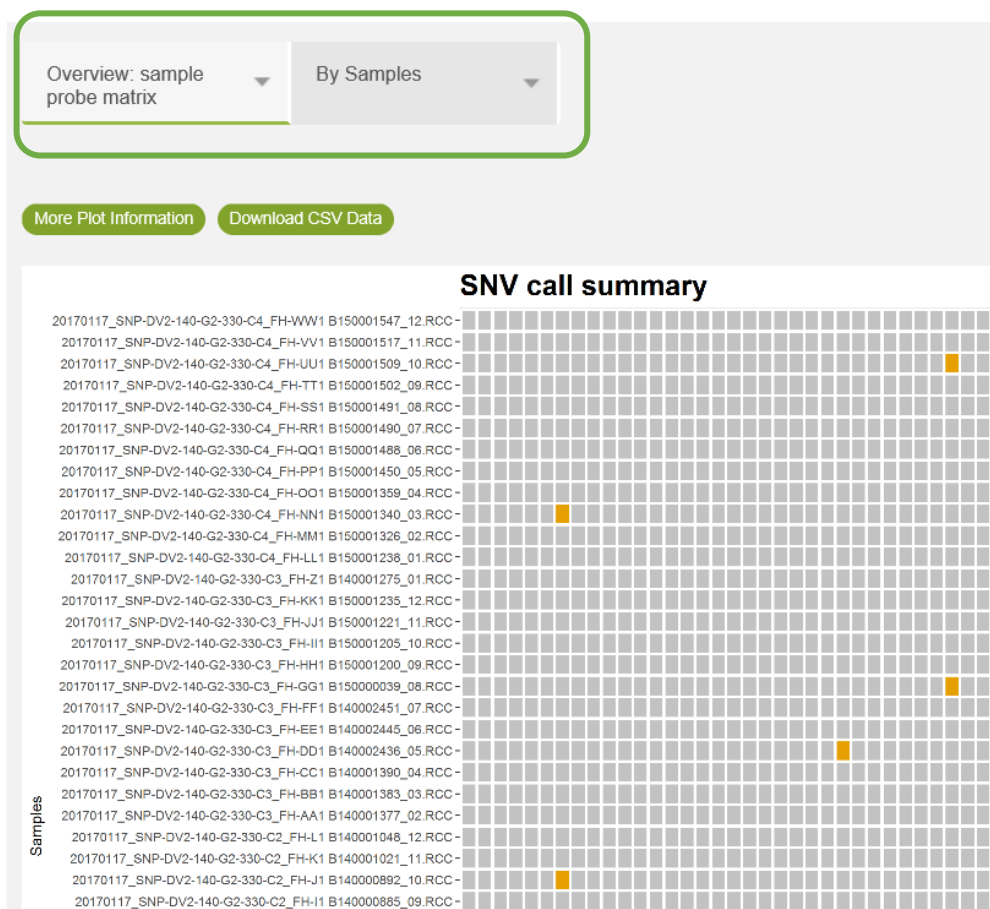 Overview: sample
probe matrix
By Samples
More Plot Information
Download CSV Data
SNV call summary
20170117_SNP-DV2-140-G2-330-C4_FH-WW1 B150001547_12.RCC
20170117_SNP-DV2-140-G2-330-C4_FH-VV1 B150001517_11.RCC
20170117_SNP-DV2-140-G2-330-C4_FH-UU1 B150001509_10.RCC
20170117_SNP-DV2-140-G2-330-C4_FH-TT1 B150001502_09.RCC
20170117_SNP-DV2-140-G2-330-C4_FH-SS1 B150001491_08.RCC
20170117_SNP-DV2-140-G2-330-C4_FH-RR1 B150001490_07.RCC
20170117_SNP-DV2-140-G2-330-C4_FH-QQ1 B150001488_06.RCC
20170117_SNP-DV2-140-G2-330-C4_FH-PP1 B150001450_05.RCC
20170117_SNP-DV2-140-G2-330-C4_FH-OO1 B150001359_04.RCC
20170117_SNP-DV2-140-G2-330-C4_FH-NN1 B150001340_03.RCC
20170117_SNP-DV2-140-G2-330-C4_FH-MM1 B150001326_02.RCC
20170117_SNP-DV2-140-G2-330-C4_FH-LL1 B150001238_01.RCC
20170117_SNP-DV2-140-G2-330-C3_FH-Z1 B140001275_01.RCC
20170117_SNP-DV2-140-G2-330-C3_FH-KK1 B150001235_12.RCC
20170117_SNP-DV2-140-G2-330-C3_FH-JJ1 B150001221_11.RCC
20170117_SNP-DV2-140-G2-330-C3_FH-II1 B150001205_10.RCC
20170117_SNP-DV2-140-G2-330-C3_FH-HH1 B150001200_09.RCC
20170117_SNP-DV2-140-G2-330-C3_FH-GG1 B150000039_08.RCC
20170117_SNP-DV2-140-G2-330-C3_FH-FF1 B140002451_07.RCC
20170117_SNP-DV2-140-G2-330-C3_FH-EE1 B140002445_06.RCC
20170117_SNP-DV2-140-G2-330-C3_FH-DD1 B140002436_05.RCC
20170117_SNP-DV2-140-G2-330-C3_FH-CC1 B140001390_04.RCC
20170117_SNP-DV2-140-G2-330-C3_FH-BB1 B140001383_03.RCC
20170117_SNP-DV2-140-G2-330-C3_FH-AA1 B140001377_02.RCC
20170117_SNP-DV2-140-G2-330-C2_FH-L1 B140001048_12.RCC
20170117_SNP-DV2-140-G2-330-C2_FH-K1 B140001021_11.RCC
20170117_SNP-DV2-140-G2-330-C2_FH-J1 B140000892_10.RCC
20170117_SNP-DV2-140-G2-330-C2_FH-I1 B140000885_09.RCC
Samples